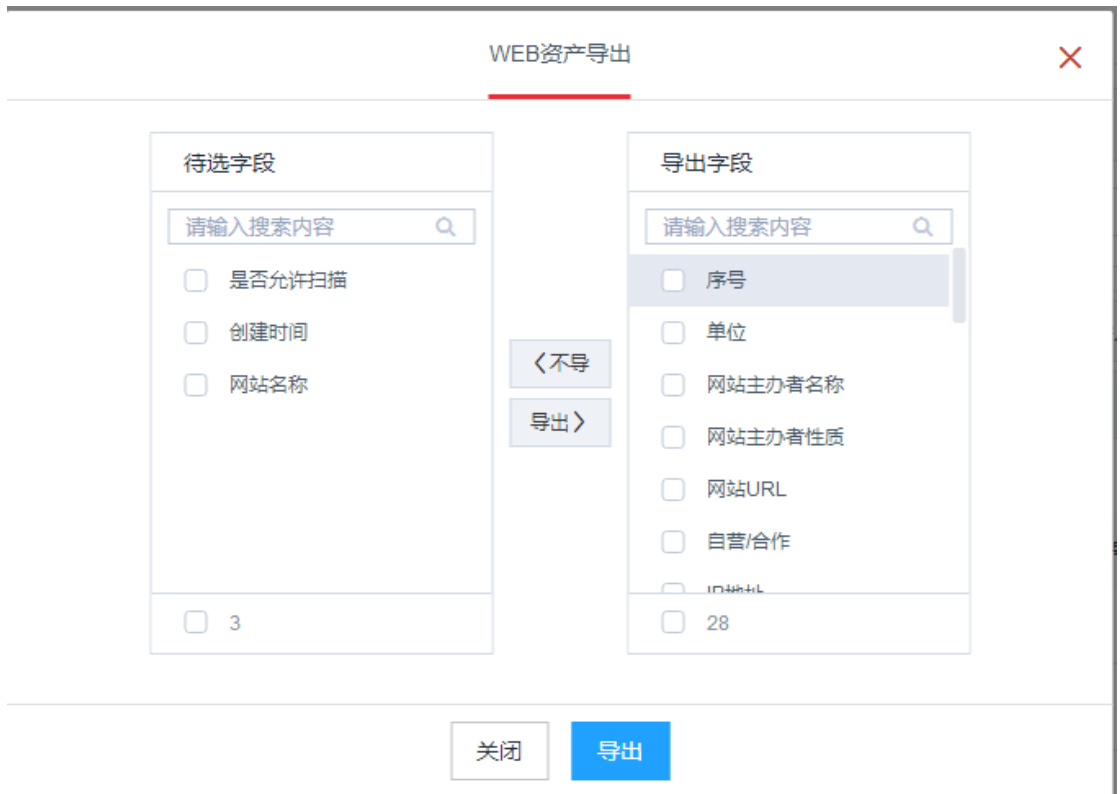 WEB资产导出
待选字段
请输入搜索内容
是否允许扫描
创建时间
网站名称
3
不导
导出
导出字段
请输入搜索内容
序号
单位
网站主办者名称
网站主办者性质
网站URL
自营/合作
IP地址
28
关闭
导出